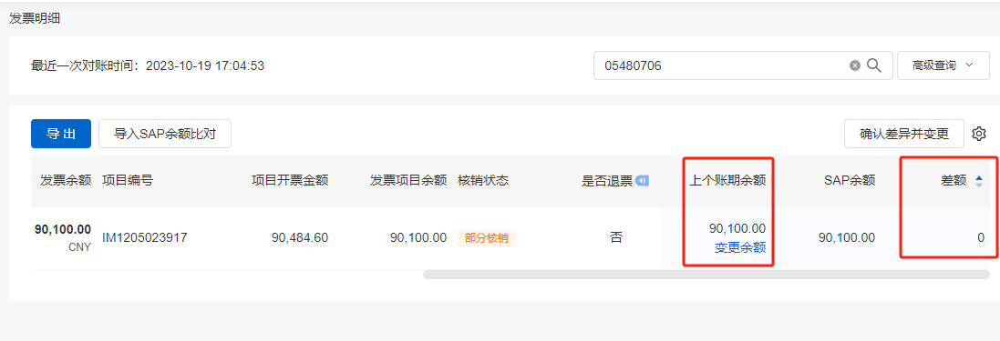 发票明细
最近一次对账时间：2023-10-19 17:04:53
05480706
高级查询
导 出
导入SAP余额比对
确认差异并变更
发票余额 项目编号 项目开票金额 发票项目余额 核销状态 是否退票 上个账期余额 SAP余额 差额
90,100.00
CNY
IM1205023917
90,484.60
90,100.00
部分核销
否
90,100.00
变更余额
90,100.00
0